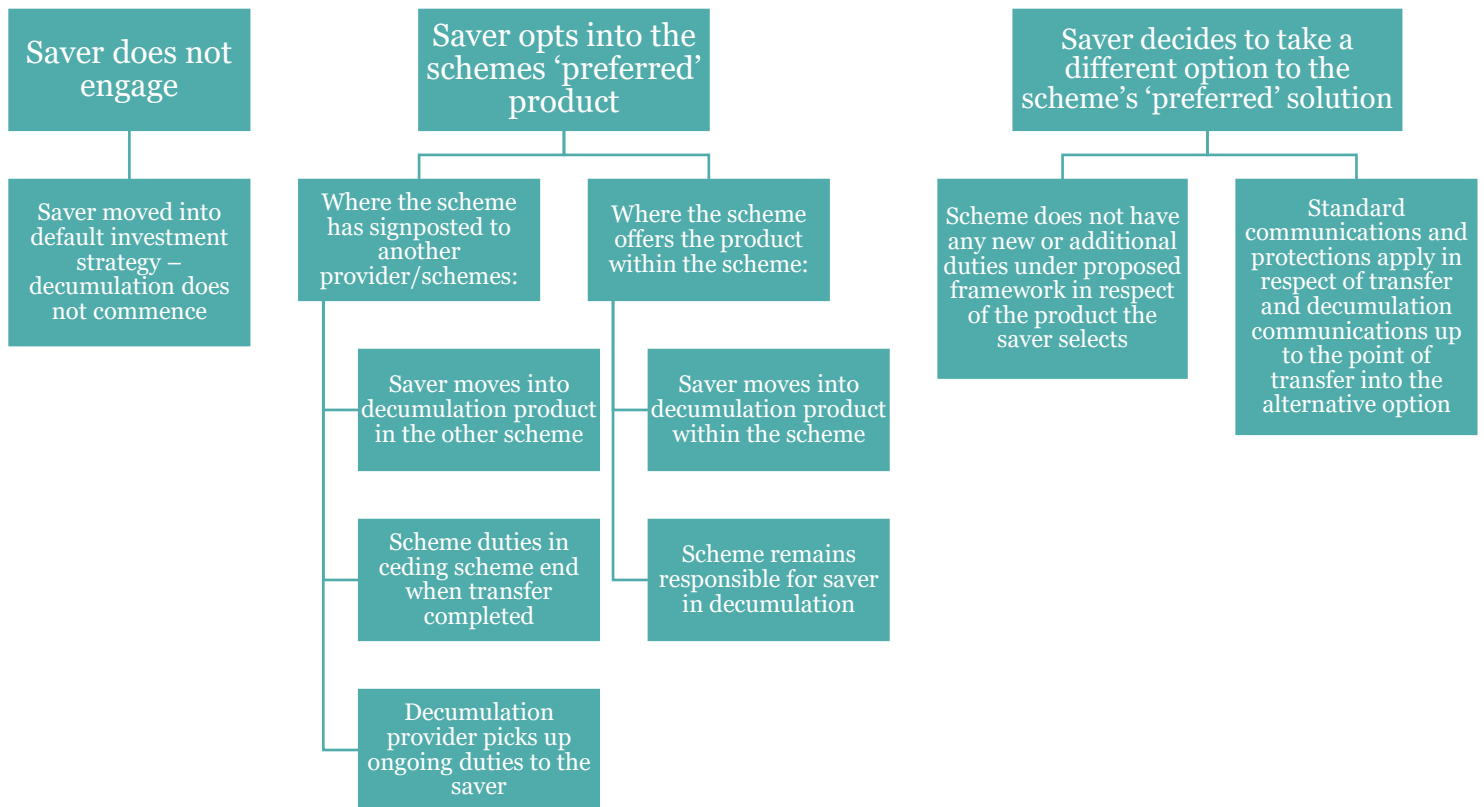 Saver does not
engage
Saver moved into
default investment
strategy –
decumulation does
not commence
Saver opts into the
schemes ‘preferred’
product
Where the scheme
has signposted to
another
provider/schemes:
Saver moves into
decumulation product
in the other scheme
Scheme duties in
ceding scheme end
when transfer
completed
Decumulation
provider picks up
ongoing duties to the
saver
Where the scheme
offers the product
within the scheme:
Saver moves into
decumulation product
within the scheme
Scheme remains
responsible for saver
in decumulation
Saver decides to take a
different option to the
scheme’s ‘preferred’ solution
Scheme does not have
any new or additional
duties under proposed
framework in respect
of the product the
saver selects
Standard
communications and
protections apply in
respect of transfer
and decumulation
communications up
to the point of
transfer into the
alternative option